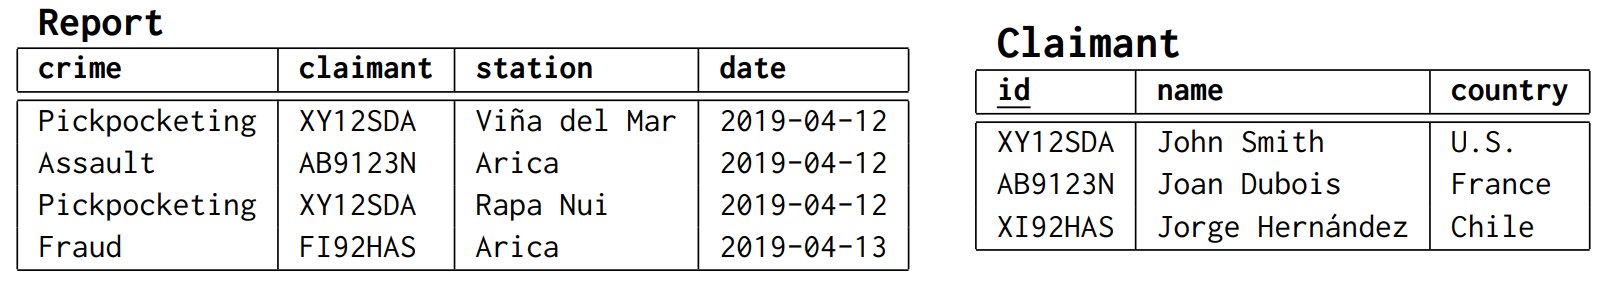 Report
crime claimant station date
Pickpocketing XY12SDA Viña del Mar 2019-04-12
Assault AB9123N Arica 2019-04-12
Pickpocketing XY12SDA Rapa Nui 2019-04-12
Fraud FI92HAS Arica 2019-04-13
Claimant
id name country
XY12SDA John Smith U.S.
AB9123N Joan Dubois France
XI92HAS Jorge Hernández Chile